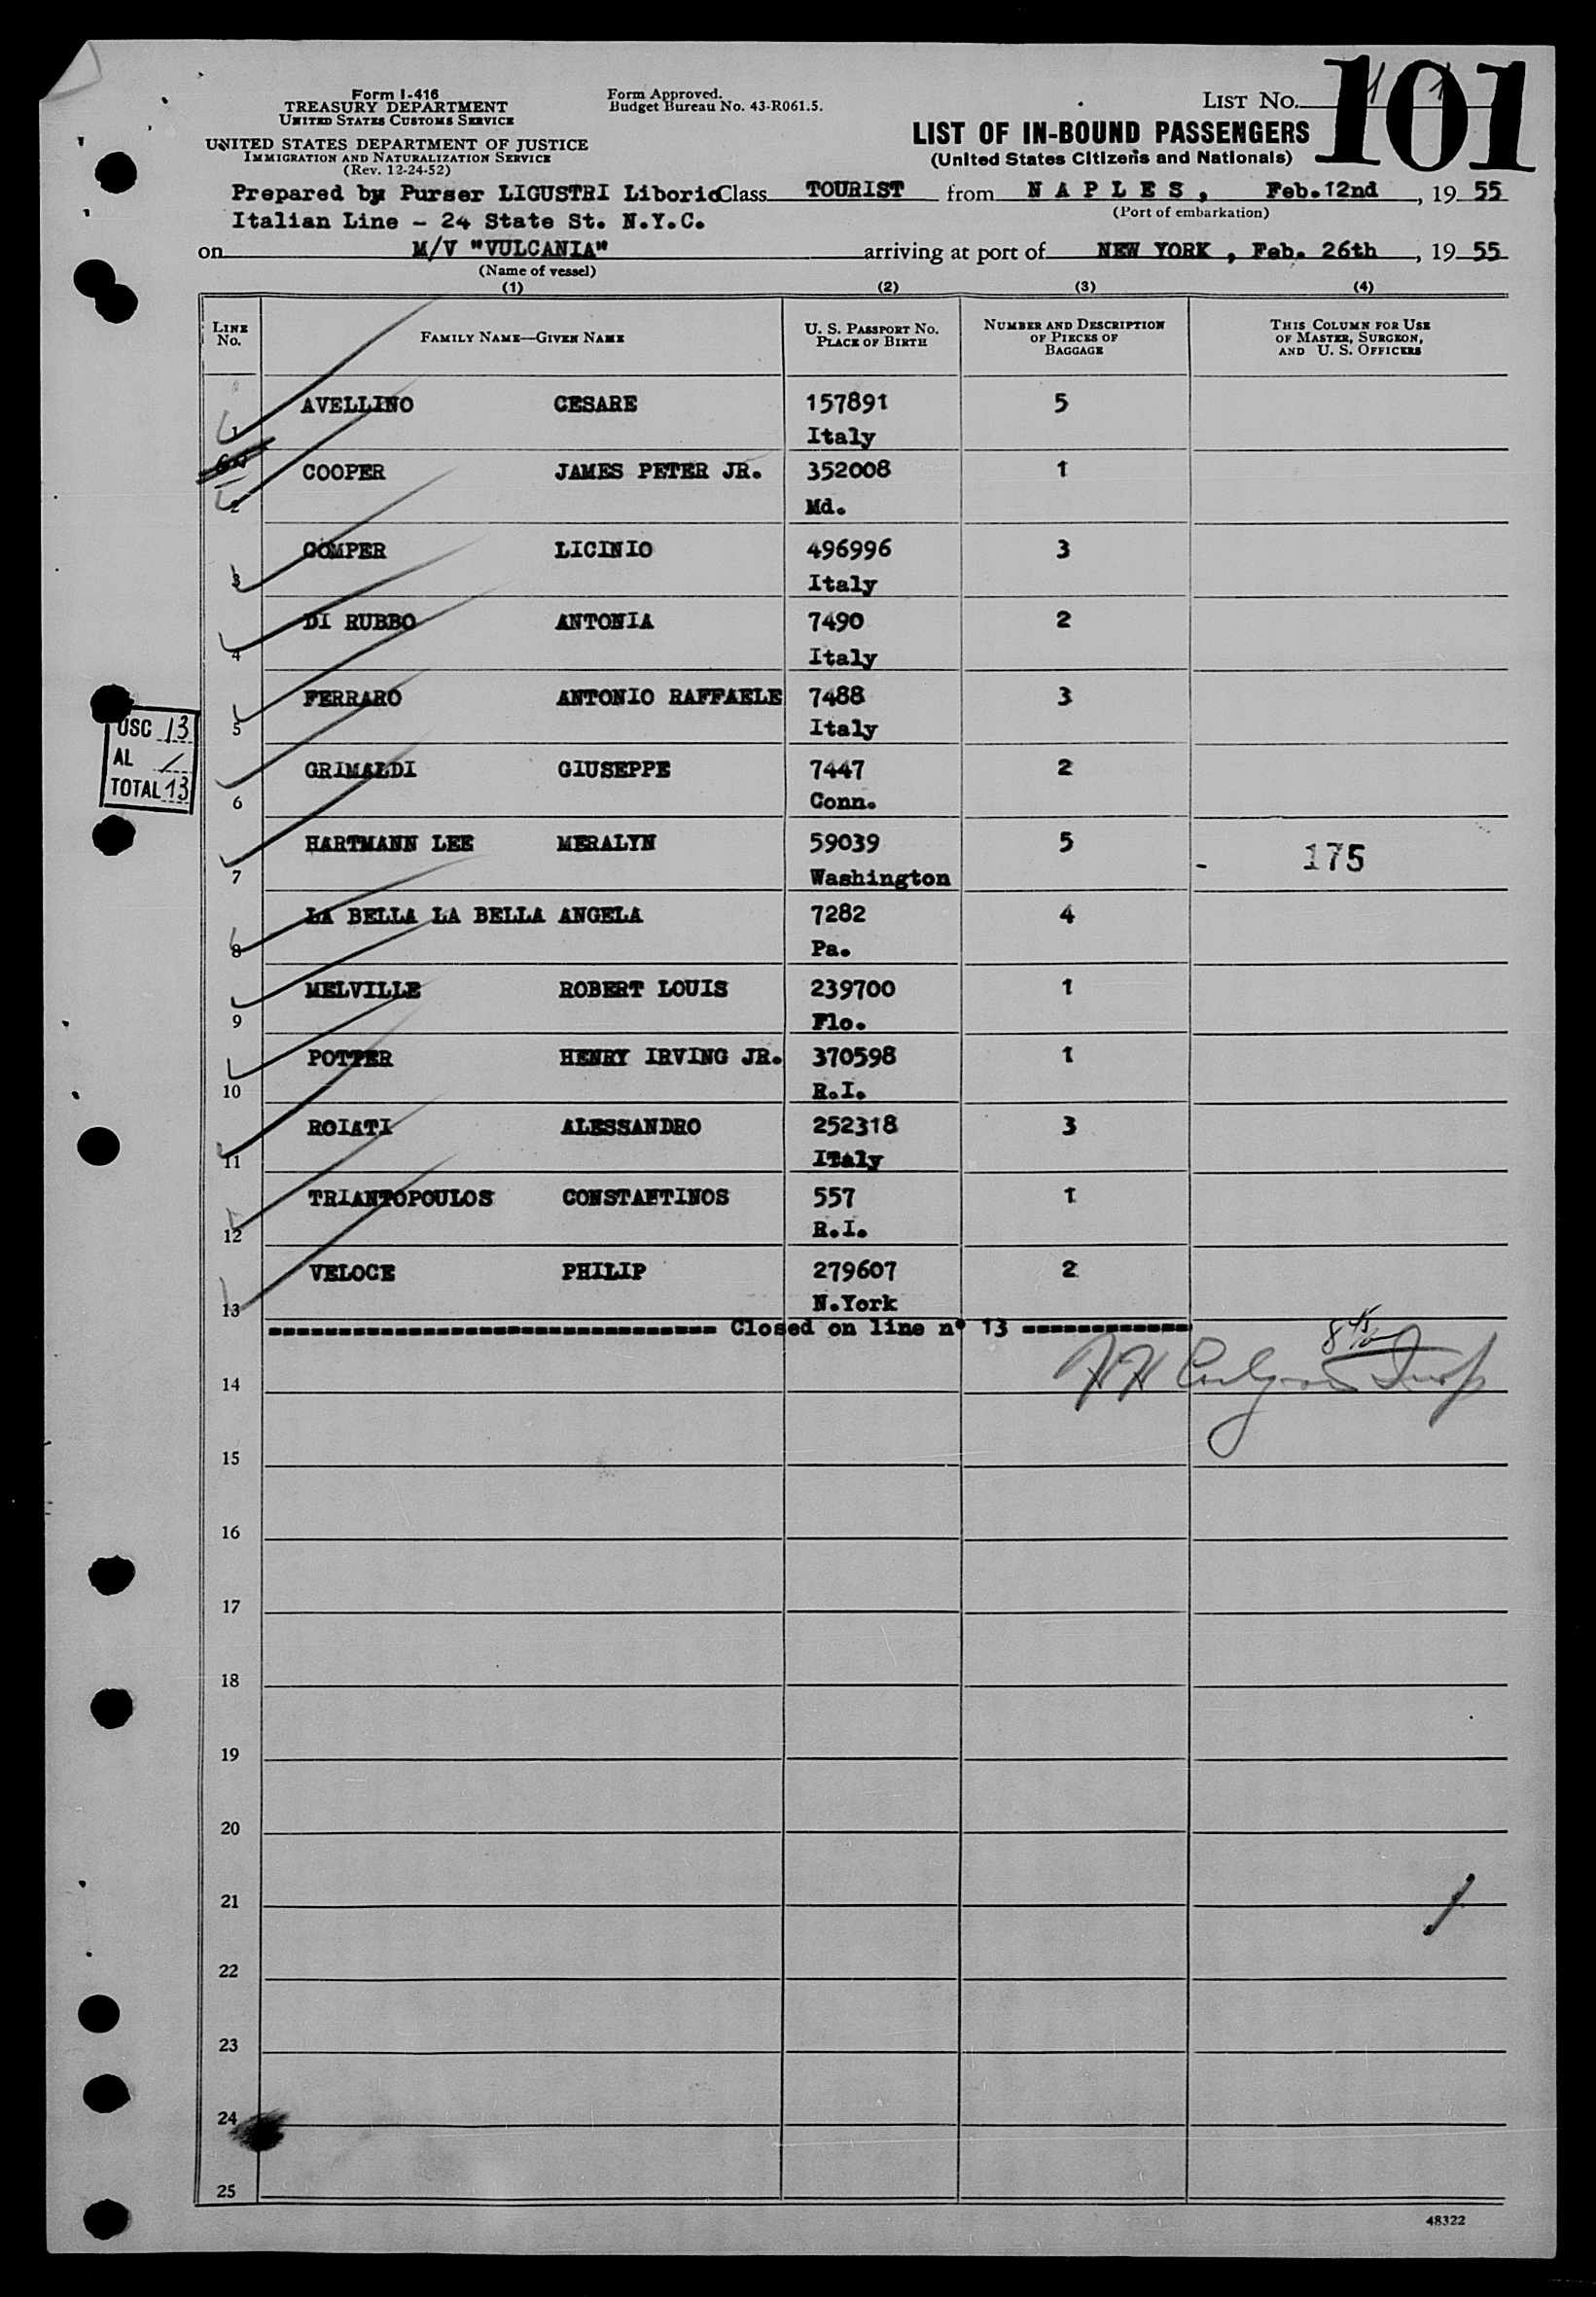 Form I-416
TREASURY DEPARTMENT
UNITED STATES CUSTOMS SERVICE
UNITED STATES DEPARTMENT OF JUSTICE
IMMIGRATION AND NATURALIZATION SERVICE
(Rev. 12-24-52)
Form Approved.
Budget Bureau No. 43-R061.5.
LIST NO. 101
LIST OF IN-BOUND PASSENGERS
(United States Citizens and Nationals)
Prepared by Purser LIGUSTRI Liborio Class TOURIST from N A P L E S , Feb.12nd , 19 55
(Port of embarkation)
Italian Line - 24 State St. N.Y.C.
on M/V "VULCANIA" arriving at port of NEW YORK , Feb. 26th , 19 55
(Name of vessel)
(1) (2) (3) (4)
LINE No. FAMILY NAME—GIVEN NAME U. S. PASSPORT NO. PLACE OF BIRTH NUMBER AND DESCRIPTION OF PIECES OF BAGGAGE THIS COLUMN FOR USE OF MASTER, SURGEON, AND U. S. OFFICERS
AVELLINO CESARE 157891 5
1 Italy
COOPER JAMES PETER JR. 352008 1
2 Md.
COMPER LICINIO 496996 3
3 Italy
DI RUBBO ANTONIA 7490 2
4 Italy
FERRARO ANTONIO RAFFAELE 7488 3
5 Italy
USC 13
AL /
TOTAL 13
GRIMALDI GIUSEPPE 7447 2
6 Conn.
HARTMANN LEE MERALYN 59039 5 - 175
7 Washington
LA BELLA LA BELLA ANGELA 7282 4
8 Pa.
MELVILLE ROBERT LOUIS 239700 1
9 Flo.
POTTER HENRY IRVING JR. 370598 1
10 R.I.
ROIATI ALESSANDRO 252318 3
11 ITaly
TRIANTOPOULOS CONSTANTINOS 557 1
12 R.I.
VELOCE PHILIP 279607 2
13 N.York
Closed on line n° 13
14
15
16
17
18
19
20
21
22
23
24
25
48322